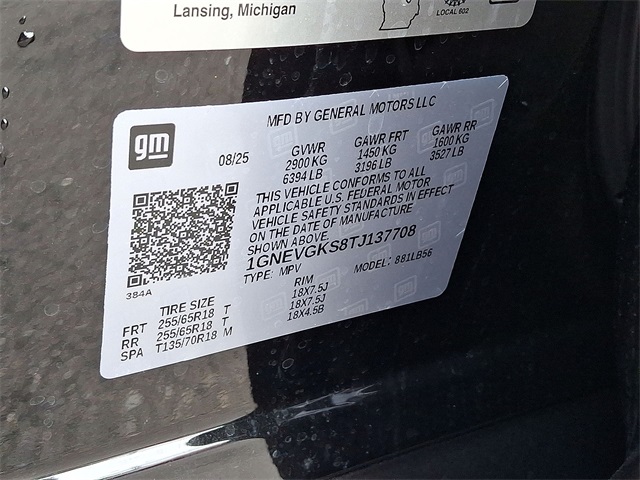 Lansing, Michigan
LOCAL 602
gm
MFD BY GENERAL MOTORS LLC
08/25
GVWR GAWR FRT GAWR RR
2900 KG 1450 KG 1600 KG
6394 LB 3196 LB 3527 LB
THIS VEHICLE CONFORMS TO ALL
APPLICABLE U.S. FEDERAL MOTOR
VEHICLE SAFETY STANDARDS IN EFFECT
ON THE DATE OF MANUFACTURE
SHOWN ABOVE.
1GNEVGKS8TJ137708
TYPE: MPV MODEL: 881LB56
384A
TIRE SIZE RIM
FRT 255/65R18 T 18X7.5J
RR 255/65R18 T 18X7.5J
SPA T135/70R18 M 18X4.5B